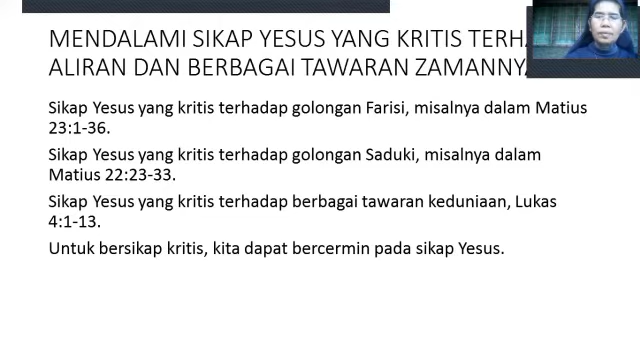 MENDALAMI SIKAP YESUS YANG KRITIS
ALIRAN DAN BERBAGAI TAWARAN ZAMANNYA
Sikap Yesus yang kritis terhadap golongan Farisi, misalnya dalam Matius
23:1-36.
Sikap Yesus yang kritis terhadap golongan Saduki, misalnya dalam
Matius 22:23-33.
Sikap Yesus yang kritis terhadap berbagai tawaran keduniaan, Lukas
4:1-13.
Untuk bersikap kritis, kita dapat bercermin pada sikap Yesus.